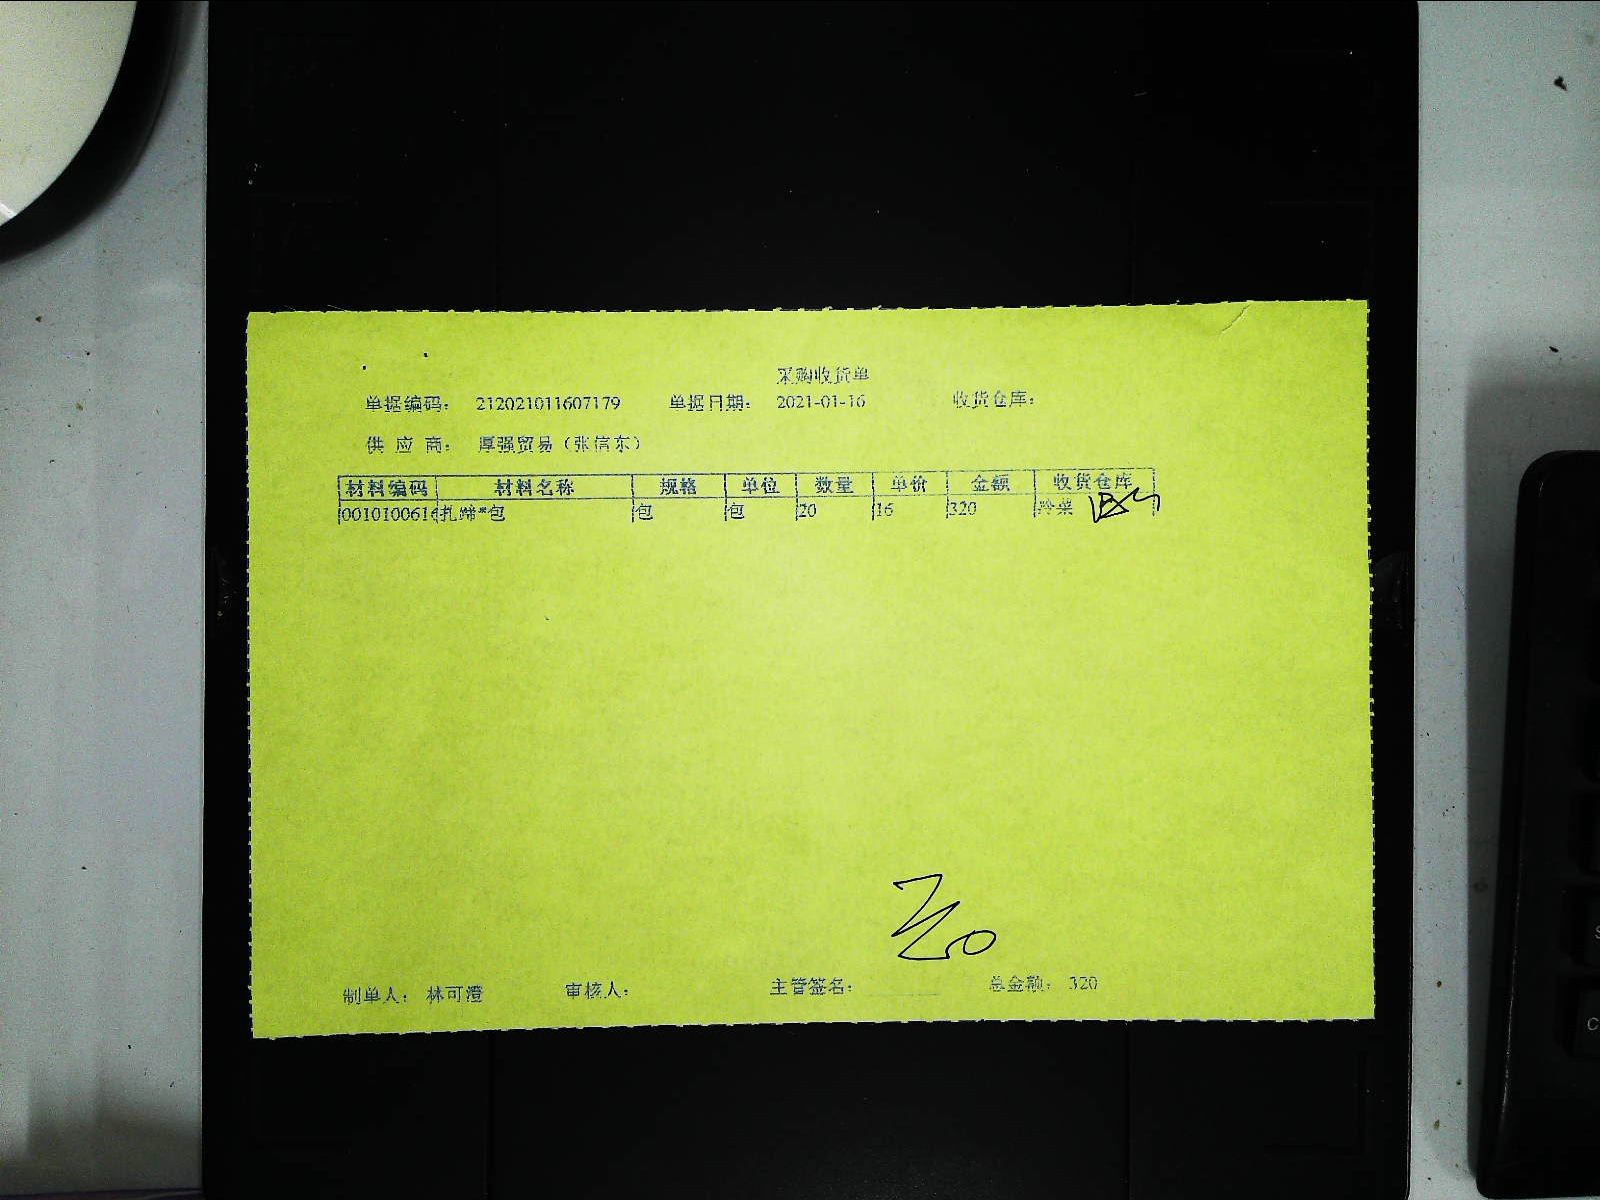 采购收货单
单据编码： 212021011607179 单据日期： 2021-01-16 收货仓库：
供 应 商： 厚强贸易（张信东）
材料编码 材料名称 规格 单位 数量 单价 金额 收货仓库
0010100614 扎蹄*包 包 包 20 16 320 冷菜
制单人： 林可澄 审核人： 主管签名： 总金额： 320